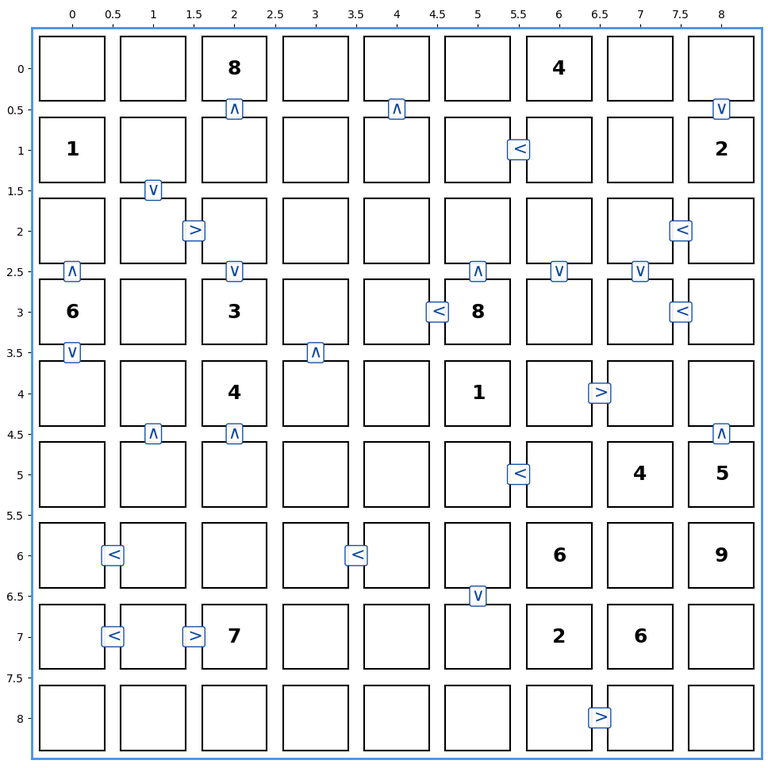 0 0.5 1 1.5 2 2.5 3 3.5 4 4.5 5 5.5 6 6.5 7 7.5 8
0 8 4
0.5 ∧ ∧ ∨
1 1 < 2
1.5 ∨
2 > <
2.5 ∧ ∨ ∧ ∨ ∨
3 6 3 < 8 <
3.5 ∨ ∧
4 4 1 >
4.5 ∧ ∧ ∧
5 < 4 5
5.5
6 < < 6 9
6.5 ∨
7 < > 7 2 6
7.5
8 >